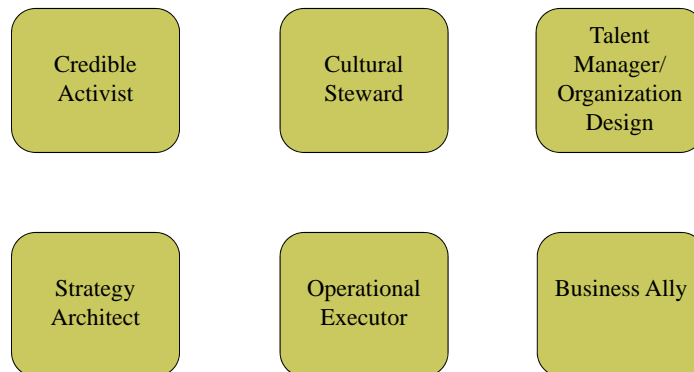 Credible
Activist
Cultural
Steward
Talent
Manager/
Organization
Design
Strategy
Architect
Operational
Executor
Business Ally